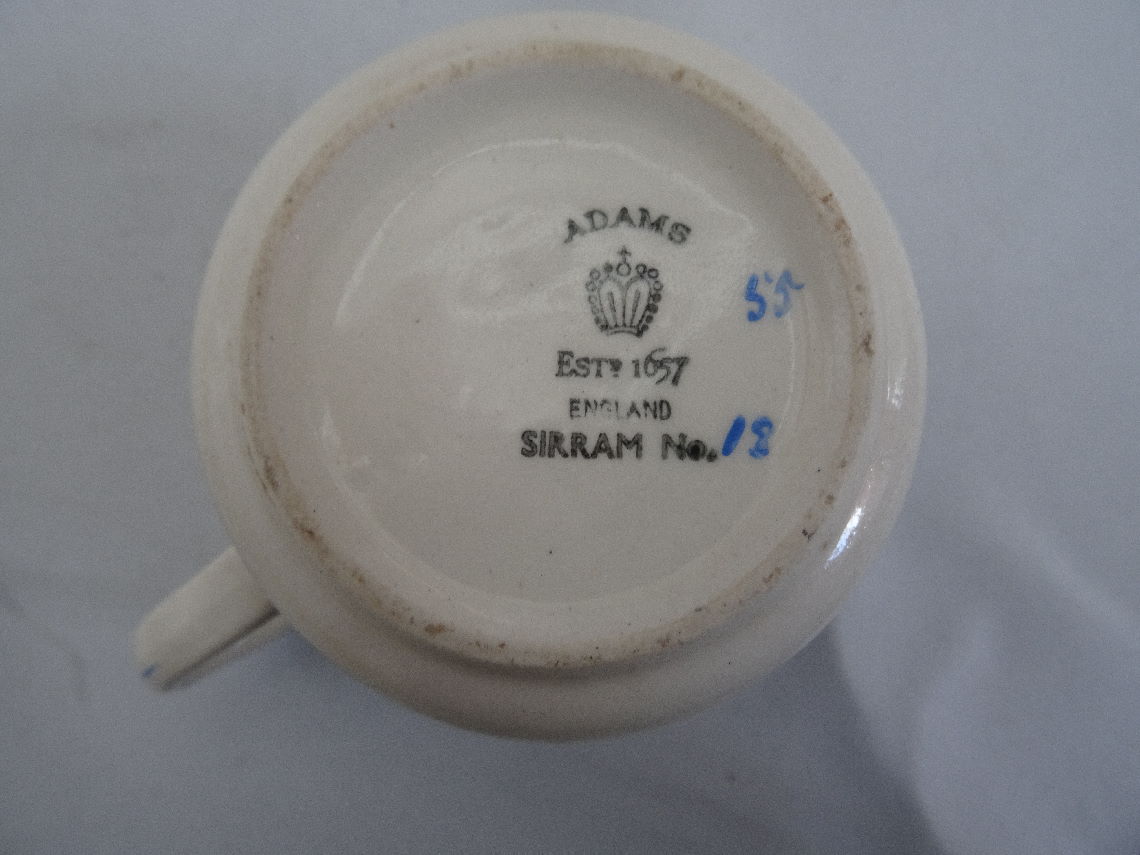 ADAMS
55
ESTD 1657
ENGLAND
SIRRAM No. 18